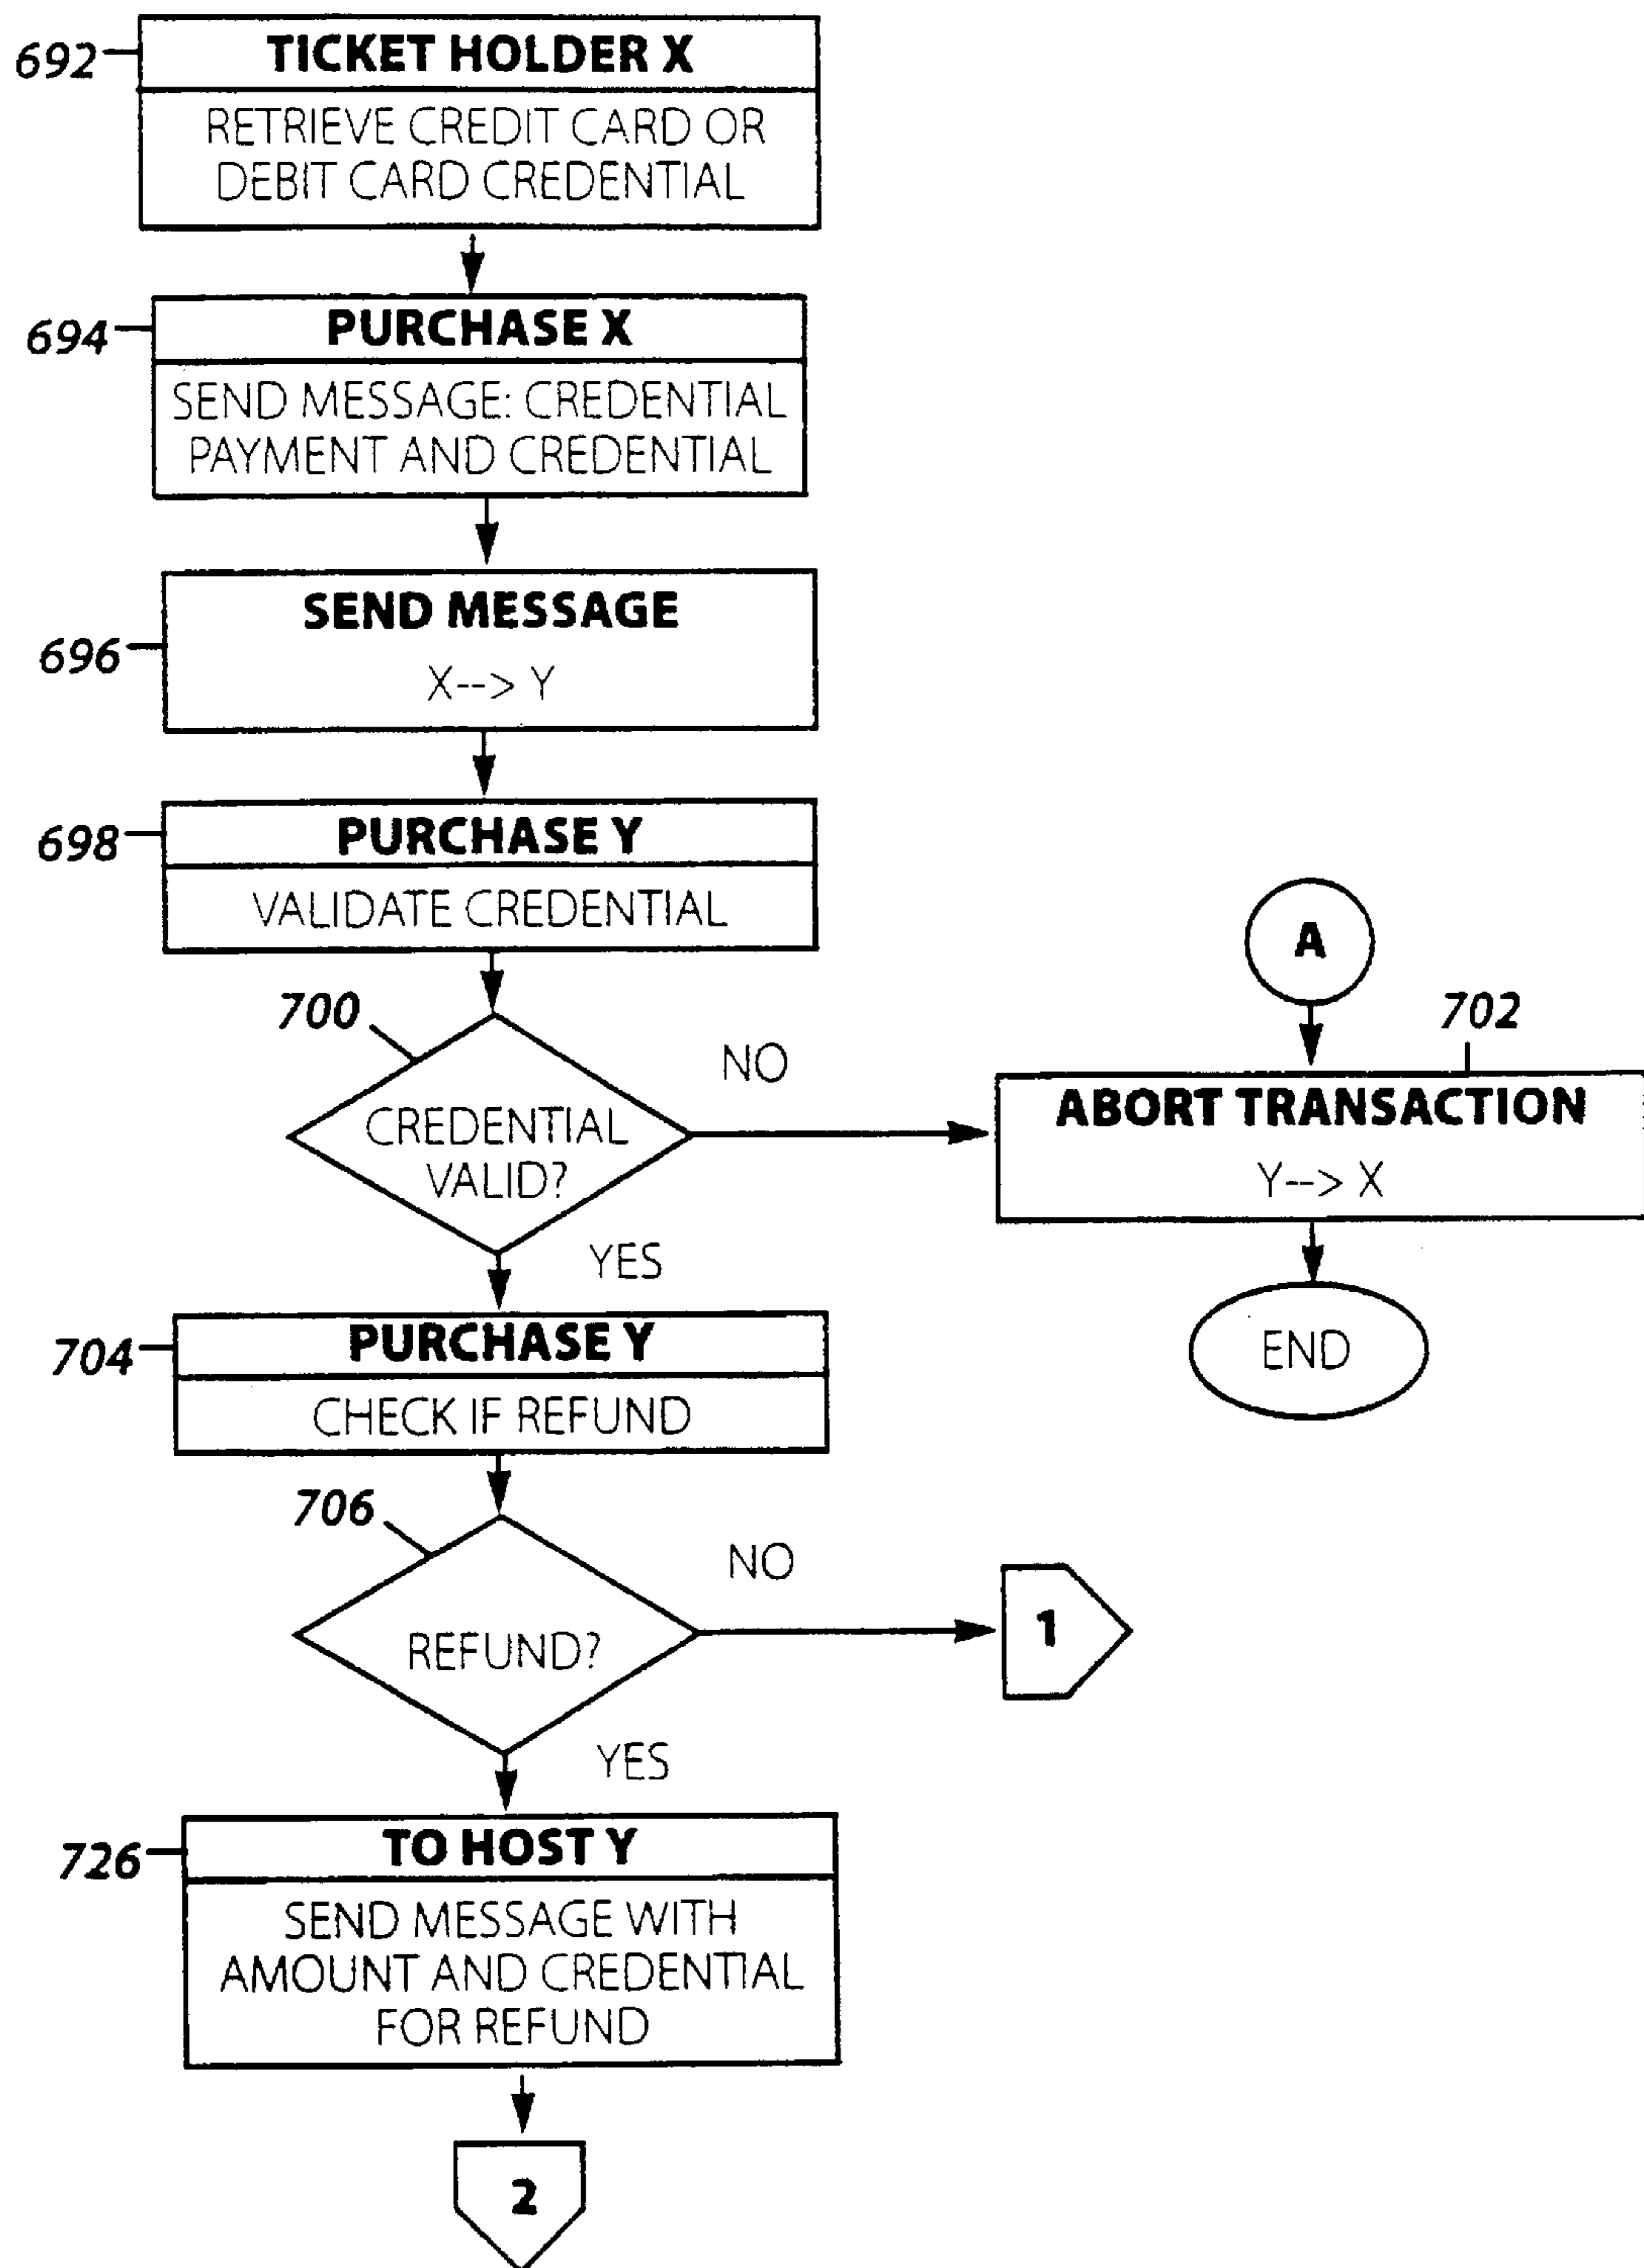 692
TICKET HOLDER X
RETRIEVE CREDIT CARD OR
DEBIT CARD CREDENTIAL
694
PURCHASE X
SEND MESSAGE: CREDENTIAL
PAYMENT AND CREDENTIAL
696
SEND MESSAGE
X--> Y
698
PURCHASE Y
VALIDATE CREDENTIAL
700
CREDENTIAL
VALID?
NO
A
702
ABORT TRANSACTION
Y--> X
END
YES
704
PURCHASE Y
CHECK IF REFUND
706
REFUND?
NO
1
YES
726
TO HOST Y
SEND MESSAGE WITH
AMOUNT AND CREDENTIAL
FOR REFUND
2